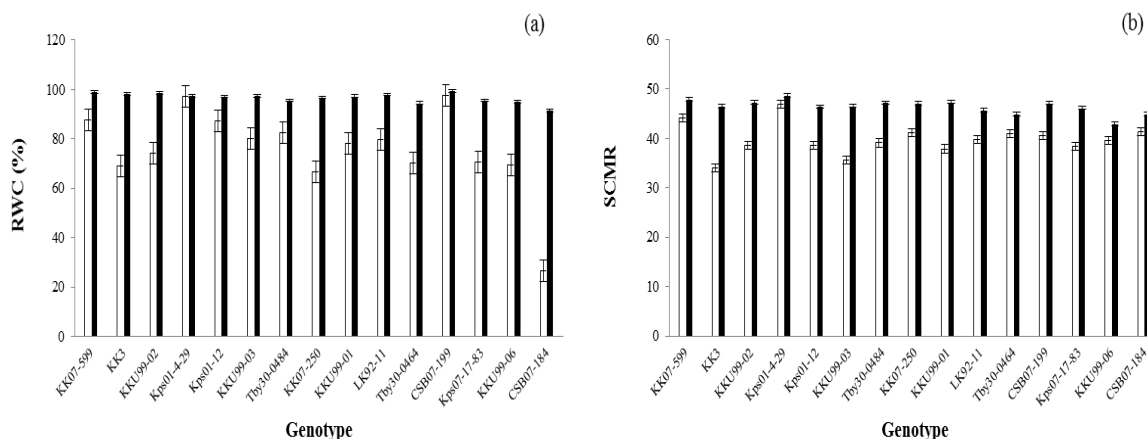 (a)
RWC (%)
120
100
80
60
40
20
0
KK07-599
KK3
KKU99-02
Kps01-4-29
Kps01-12
KKU99-03
Tby30-0484
KK07-250
KKU99-01
LK92-11
Tby30-0464
CSB07-199
Kps07-17-83
KKU99-06
CSB07-184
Genotype
(b)
SCMR
60
50
40
30
20
10
0
KK07-599
KK3
KKU99-02
Kps01-4-29
Kps01-12
KKU99-03
Tby30-0484
KK07-250
KKU99-01
LK92-11
Tby30-0464
CSB07-199
Kps07-17-83
KKU99-06
CSB07-184
Genotype